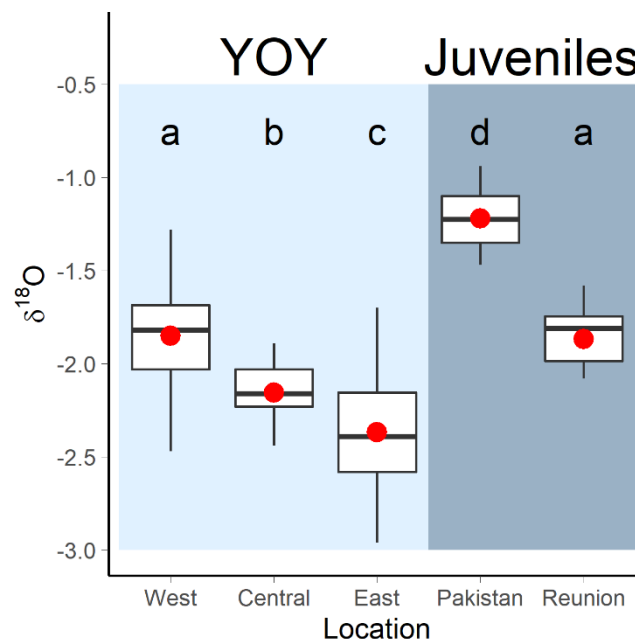 YOY Juveniles
a b c d a
-0.5
-1.0
-1.5
-2.0
-2.5
-3.0
δ¹⁸O
West Central East Pakistan Reunion
Location